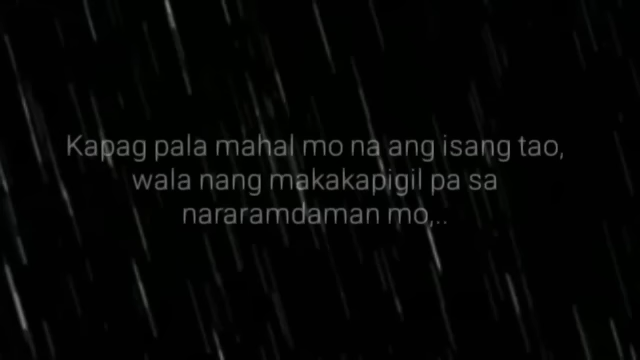 Kapag pala mahal mo na ang isang tao,
wala nang makakapigil pa sa
nararamdaman mo,..